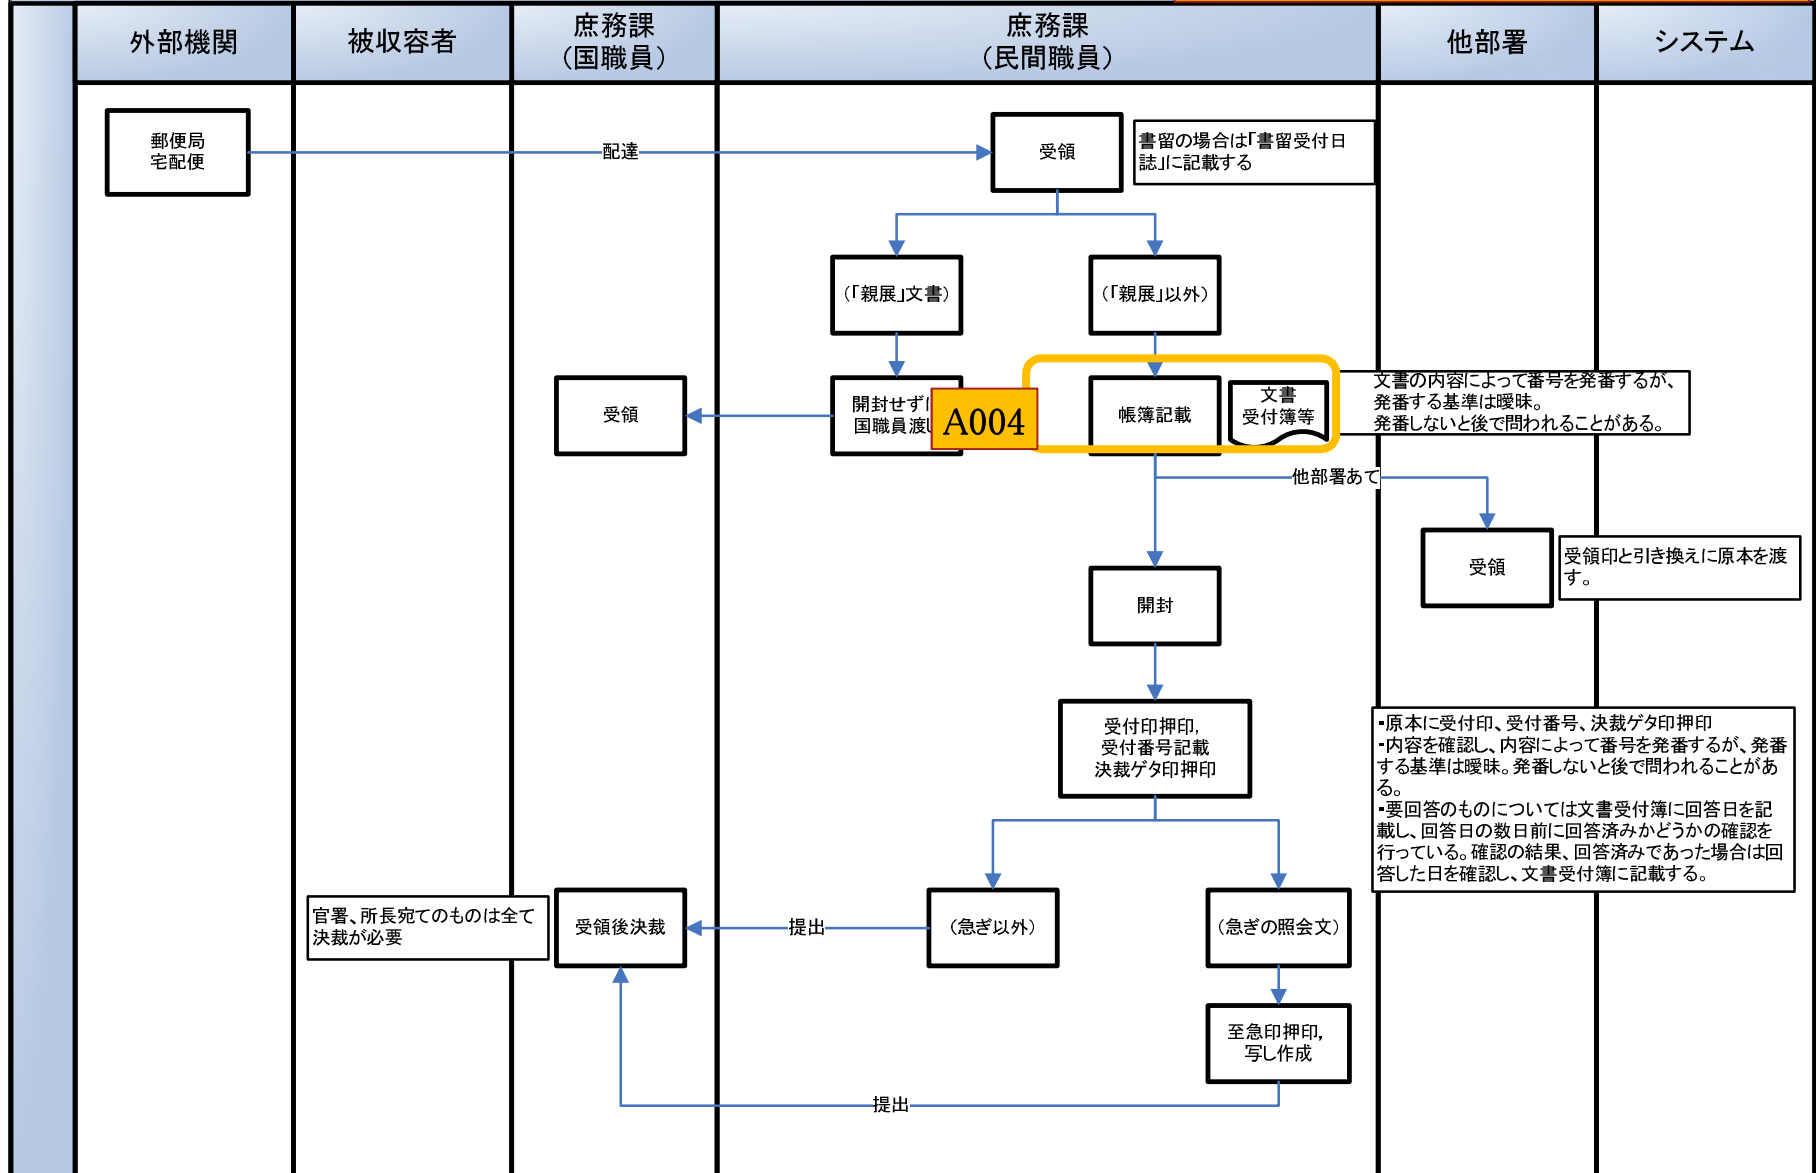 外部機関
被収容者
庶務課
（国職員）
庶務課
（民間職員）
他部署
システム
郵便局
宅配便
配達
受領
書留の場合は「書留受付日
誌」に記載する
（「親展」文書）
（「親展」以外）
受領
開封せずに
国職員渡し
A004
帳簿記載
文書
受付簿等
文書の内容によって番号を発番するが、
発番する基準は曖昧。
発番しないと後で問われることがある。
他部署あて
受領
受領印と引き換えに原本を渡
す。
開封
受付印押印，
受付番号記載
決裁ゲタ印押印
・原本に受付印、受付番号、決裁ゲタ印押印
・内容を確認し、内容によって番号を発番するが、発番
する基準は曖昧。発番しないと後で問われることがあ
る。
・要回答のものについては文書受付簿に回答日を記
載し、回答日の数日前に回答済みかどうかの確認を
行っている。確認の結果、回答済みであった場合は回
答した日を確認し、文書受付簿に記載する。
官署、所長宛てのものは全て
決裁が必要
受領後決裁
提出
（急ぎ以外）
（急ぎの照会文）
至急印押印，
写し作成
提出